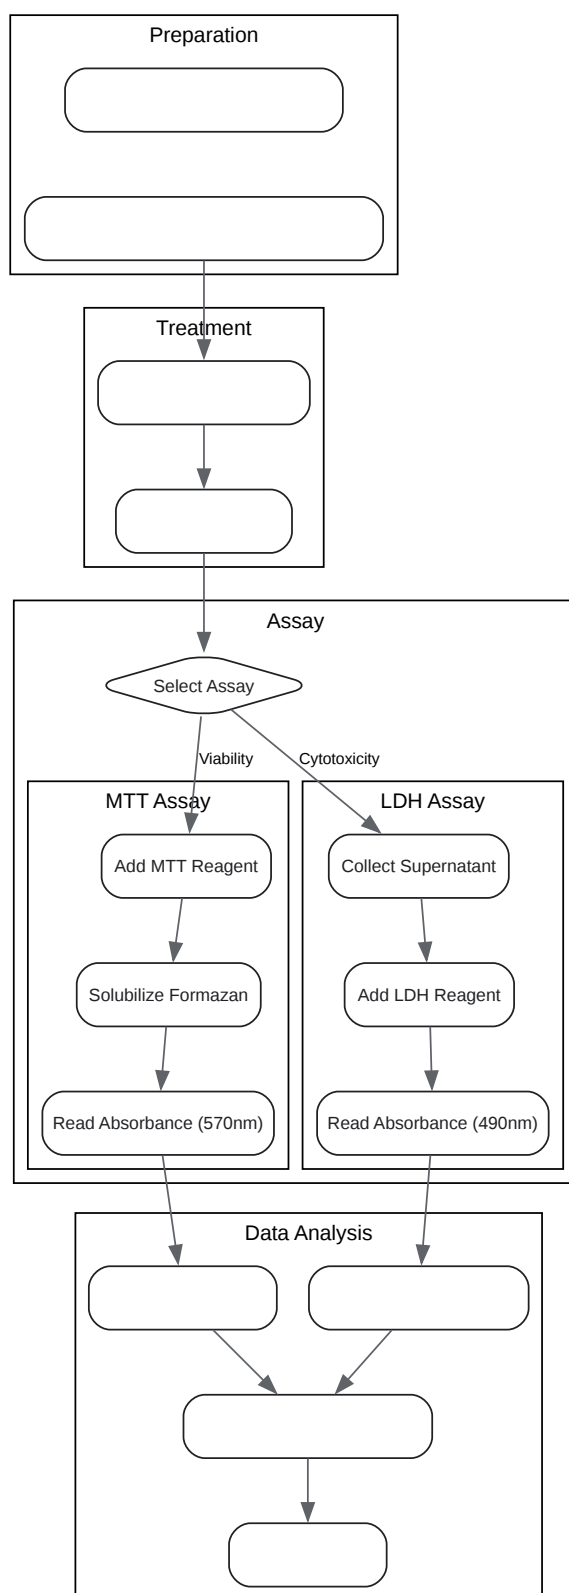 Preparation
Treatment
Assay
Select Assay
Viability
Cytotoxicity
MTT Assay
LDH Assay
Add MTT Reagent
Collect Supernatant
Solubilize Formazan
Add LDH Reagent
Read Absorbance (570nm)
Read Absorbance (490nm)
Data Analysis